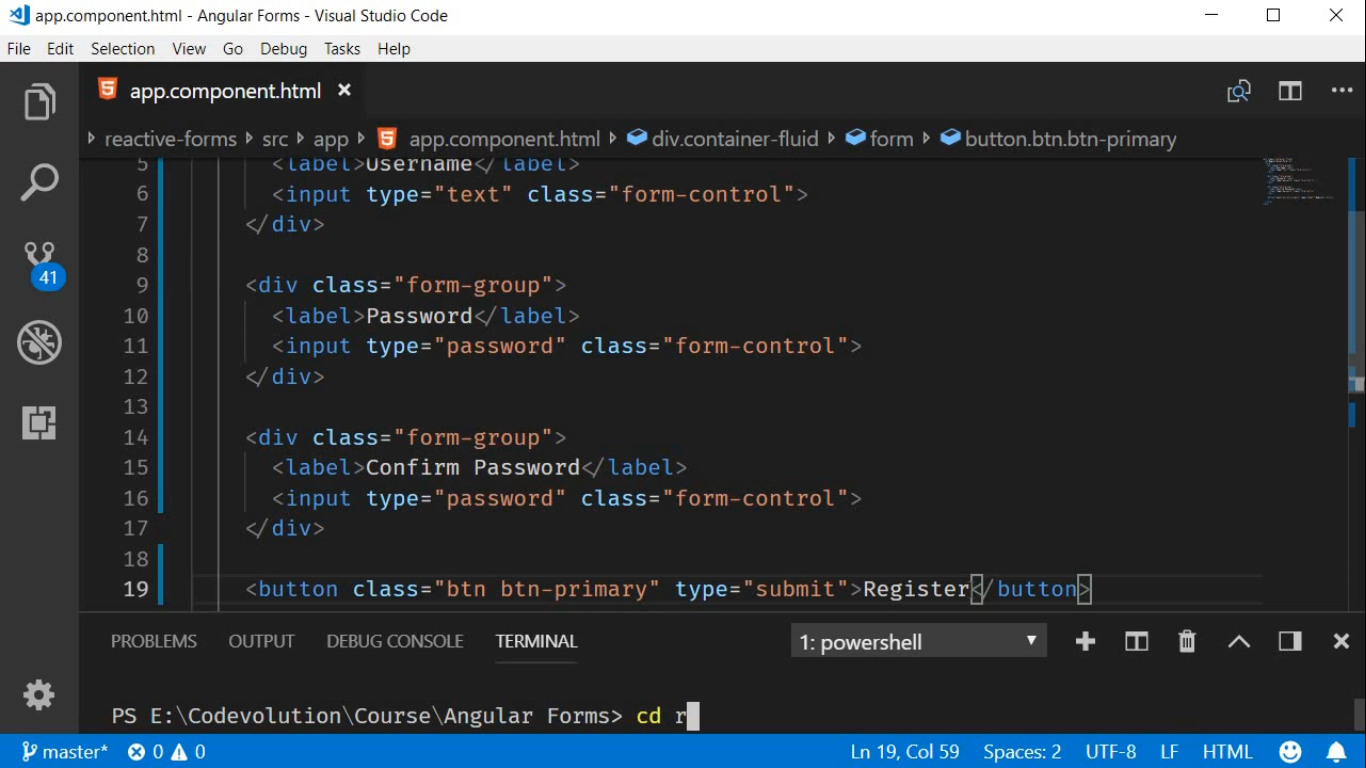 app.component.html - Angular Forms - Visual Studio Code
File Edit Selection View Go Debug Tasks Help
app.component.html
reactive-forms src app app.component.html div.container-fluid form button.btn.btn-primary
5 <label>Username</label>
6 <input type="text" class="form-control">
7 </div>
8
9 <div class="form-group">
10 <label>Password</label>
11 <input type="password" class="form-control">
12 </div>
13
14 <div class="form-group">
15 <label>Confirm Password</label>
16 <input type="password" class="form-control">
17 </div>
18
19 <button class="btn btn-primary" type="submit">Register</button>
41
PROBLEMS OUTPUT DEBUG CONSOLE TERMINAL 1: powershell
PS E:\Codevolution\Course\Angular Forms> cd r
master* 0 0 Ln 19, Col 59 Spaces: 2 UTF-8 LF HTML